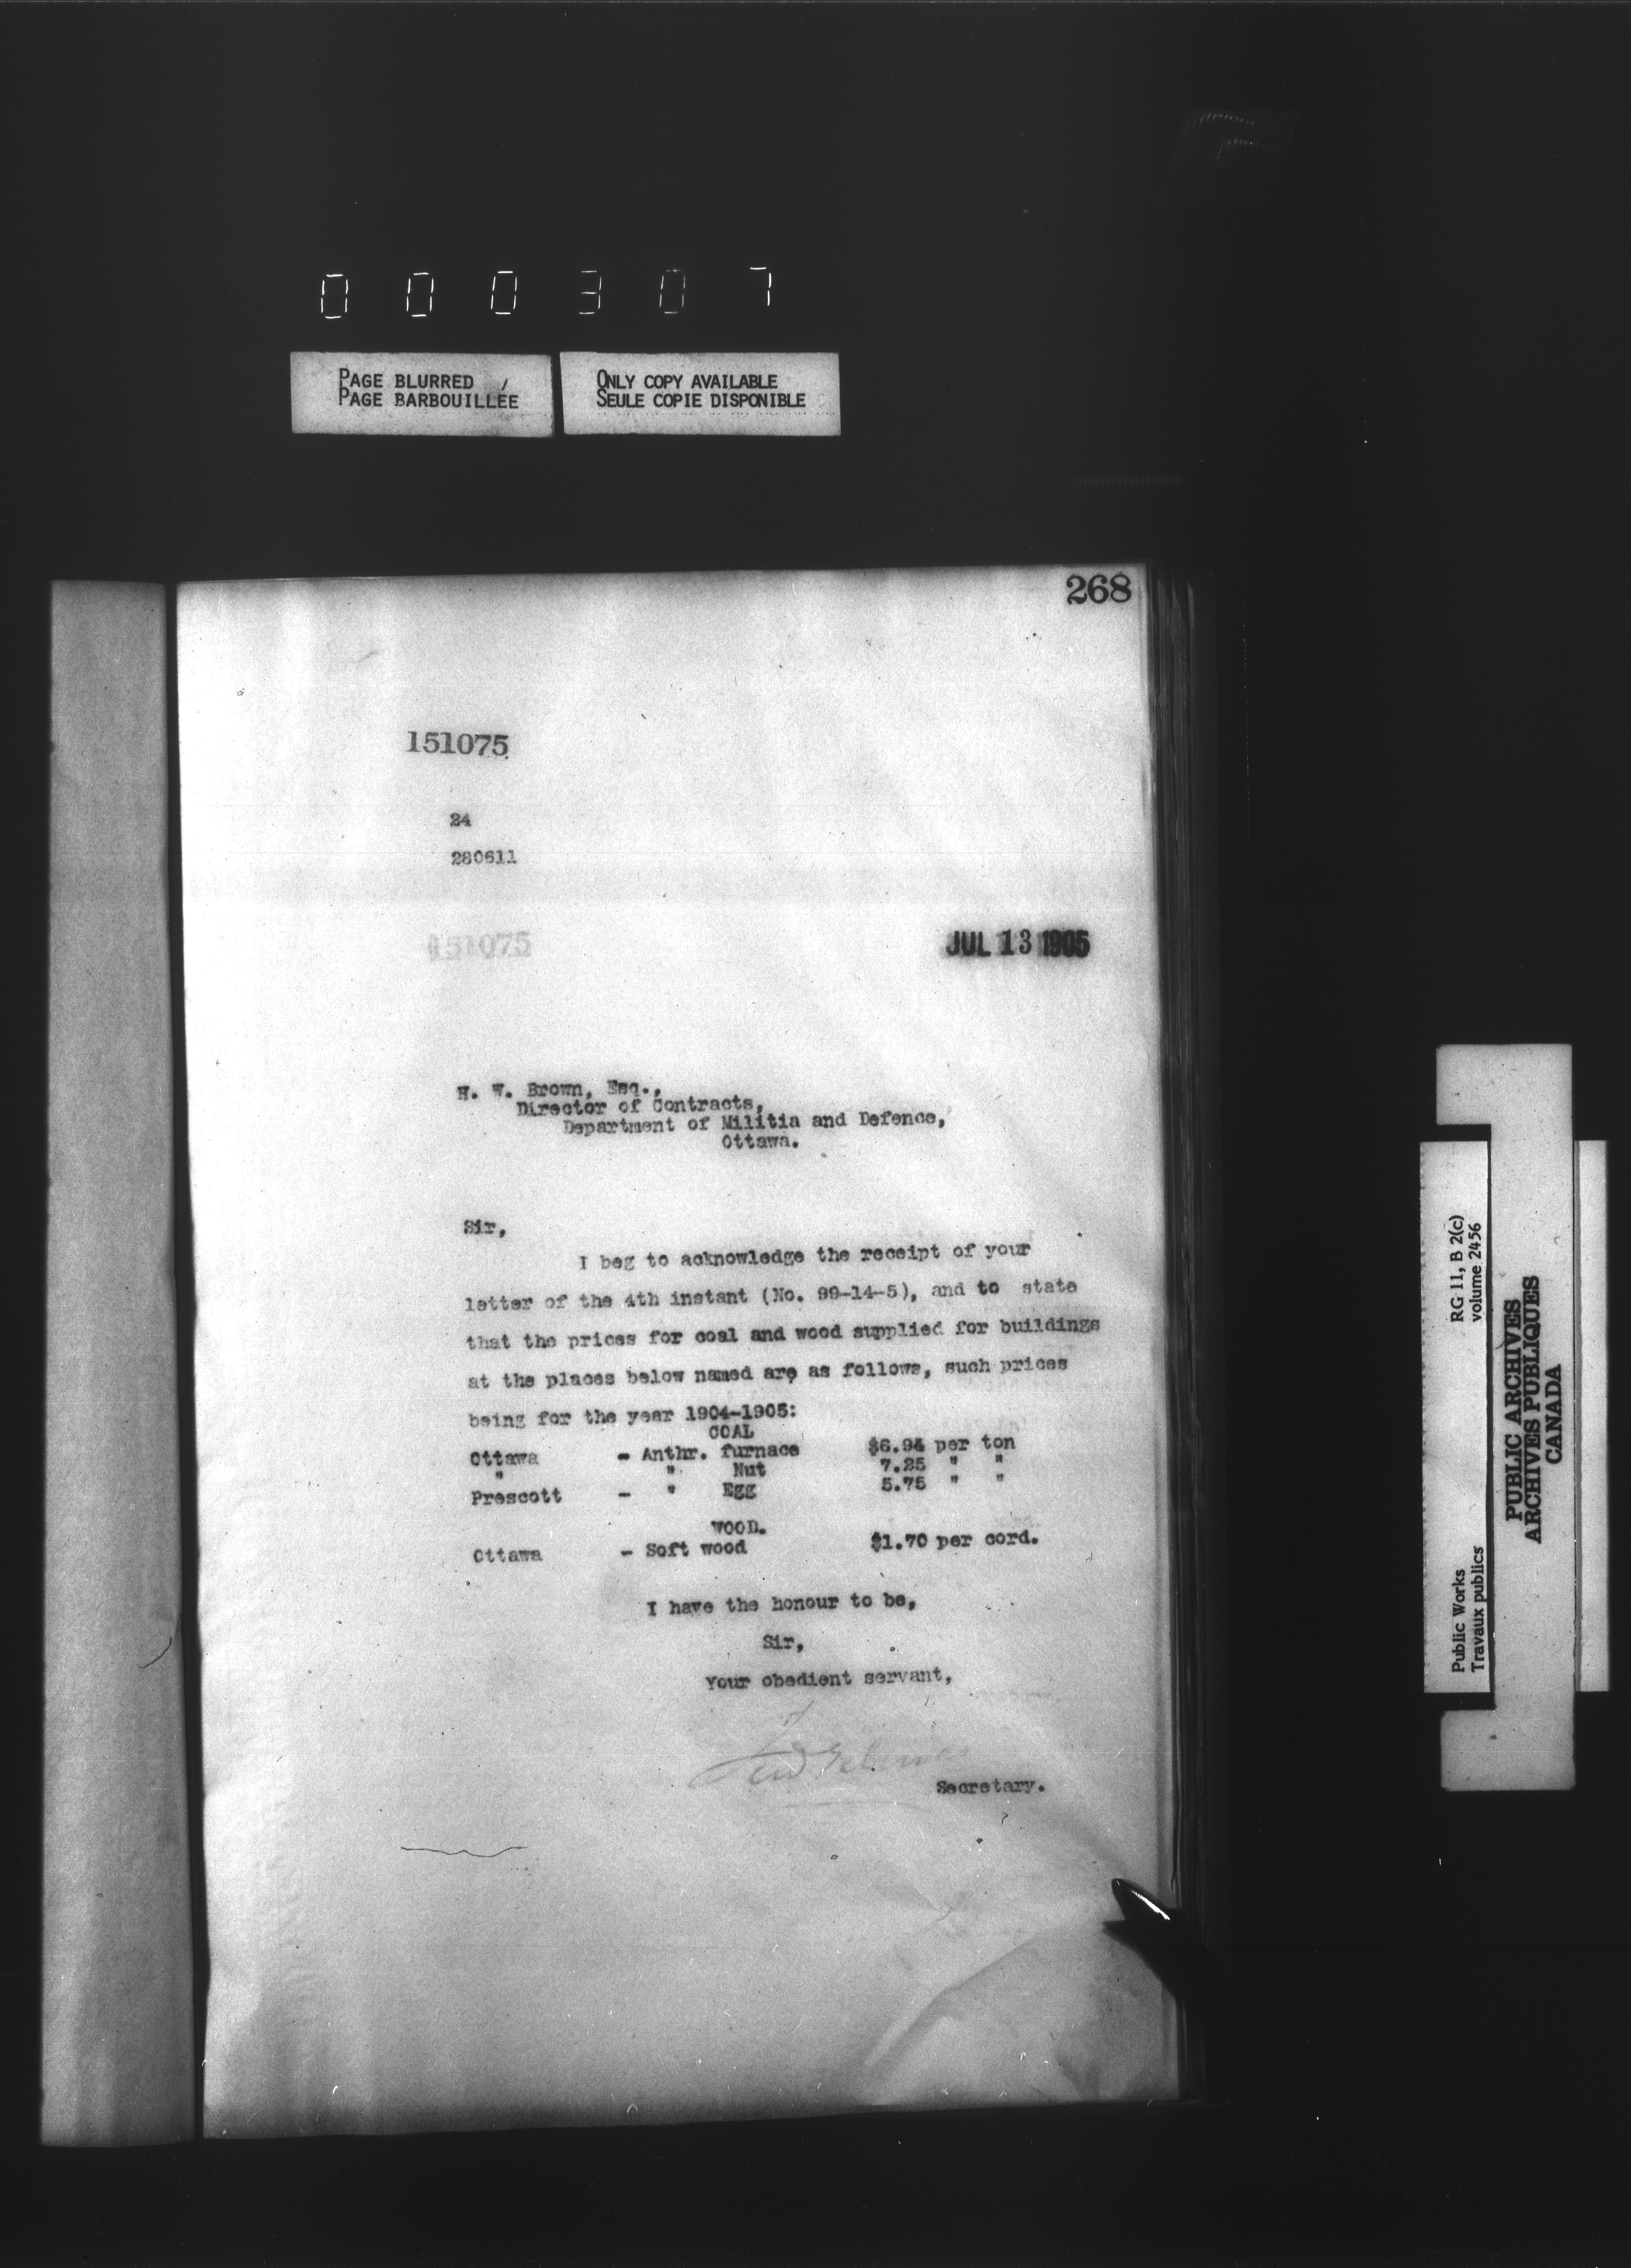 000307
PAGE BLURRED
PAGE BARBOUILLÉE
ONLY COPY AVAILABLE
SEULE COPIE DISPONIBLE
268
151075
24
280611
151075
JUL 13 1905
H. W. Brown, Esq.,
Director of Contracts,
Department of Militia and Defence,
Ottawa.
Sir,
I beg to acknowledge the receipt of your
letter of the 4th instant (No. 99-14-5), and to state
that the prices for coal and wood supplied for buildings
at the places below named are as follows, such prices
being for the year 1904-1905:
COAL
Ottawa - Anthr. furnace $6.94 per ton
" " Nut 7.25 " "
Prescott - " Egg 5.75 " "
WOOD.
Ottawa - Soft wood $1.70 per cord.
I have the honour to be,
Sir,
Your obedient servant,
Secretary.
Public Works
Travaux publics
RG 11, B 2(c)
volume 2456
PUBLIC ARCHIVES
ARCHIVES PUBLIQUES
CANADA